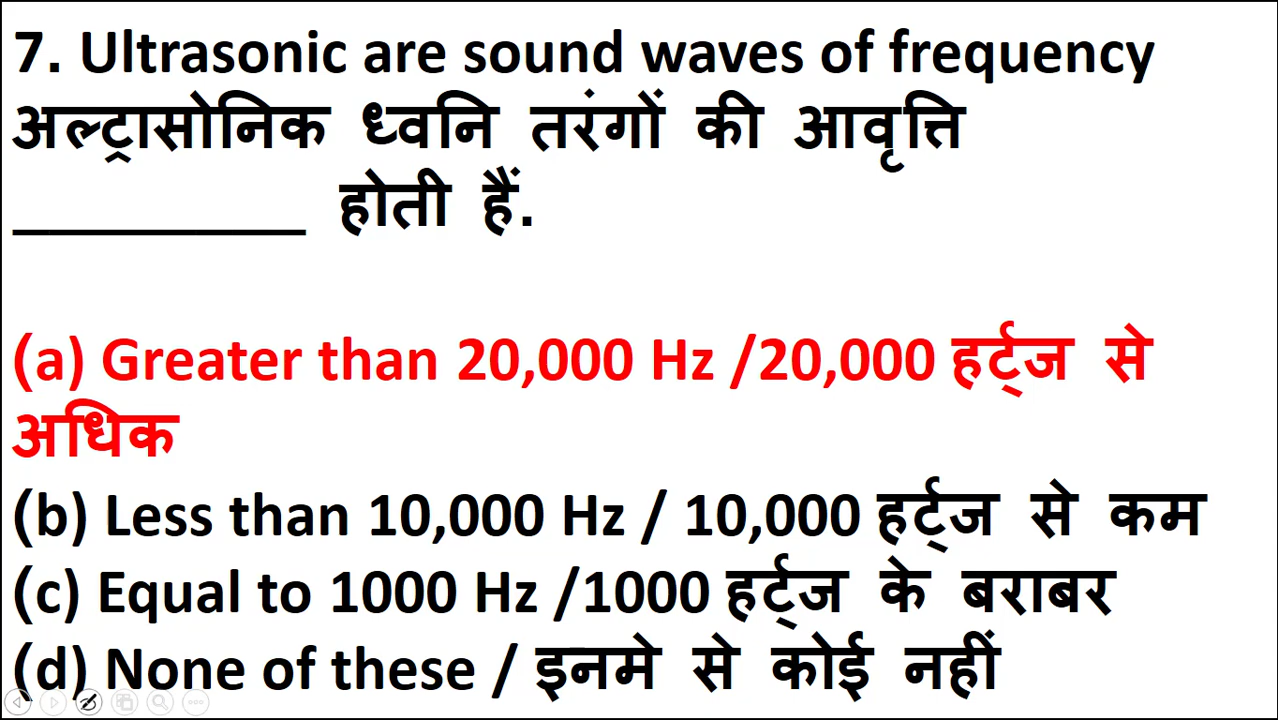 7. Ultrasonic are sound waves of frequency
अल्ट्रासोनिक ध्वनि तरंगों की आवृत्ति
__________ होती हैं.
(a) Greater than 20,000 Hz /20,000 हर्ट्ज से
अधिक
(b) Less than 10,000 Hz / 10,000 हर्ट्ज से कम
(c) Equal to 1000 Hz /1000 हर्ट्ज के बराबर
(d) None of these / इनमे से कोई नहीं